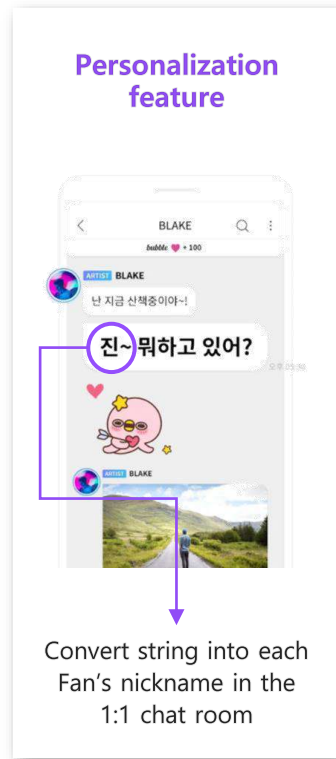 Personalization
feature
BLAKE
bubble + 100
ARTIST BLAKE
난 지금 산책중이야~!
진~뭐하고 있어?
ARTIST BLAKE
Convert string into each
Fan's nickname in the
1:1 chat room